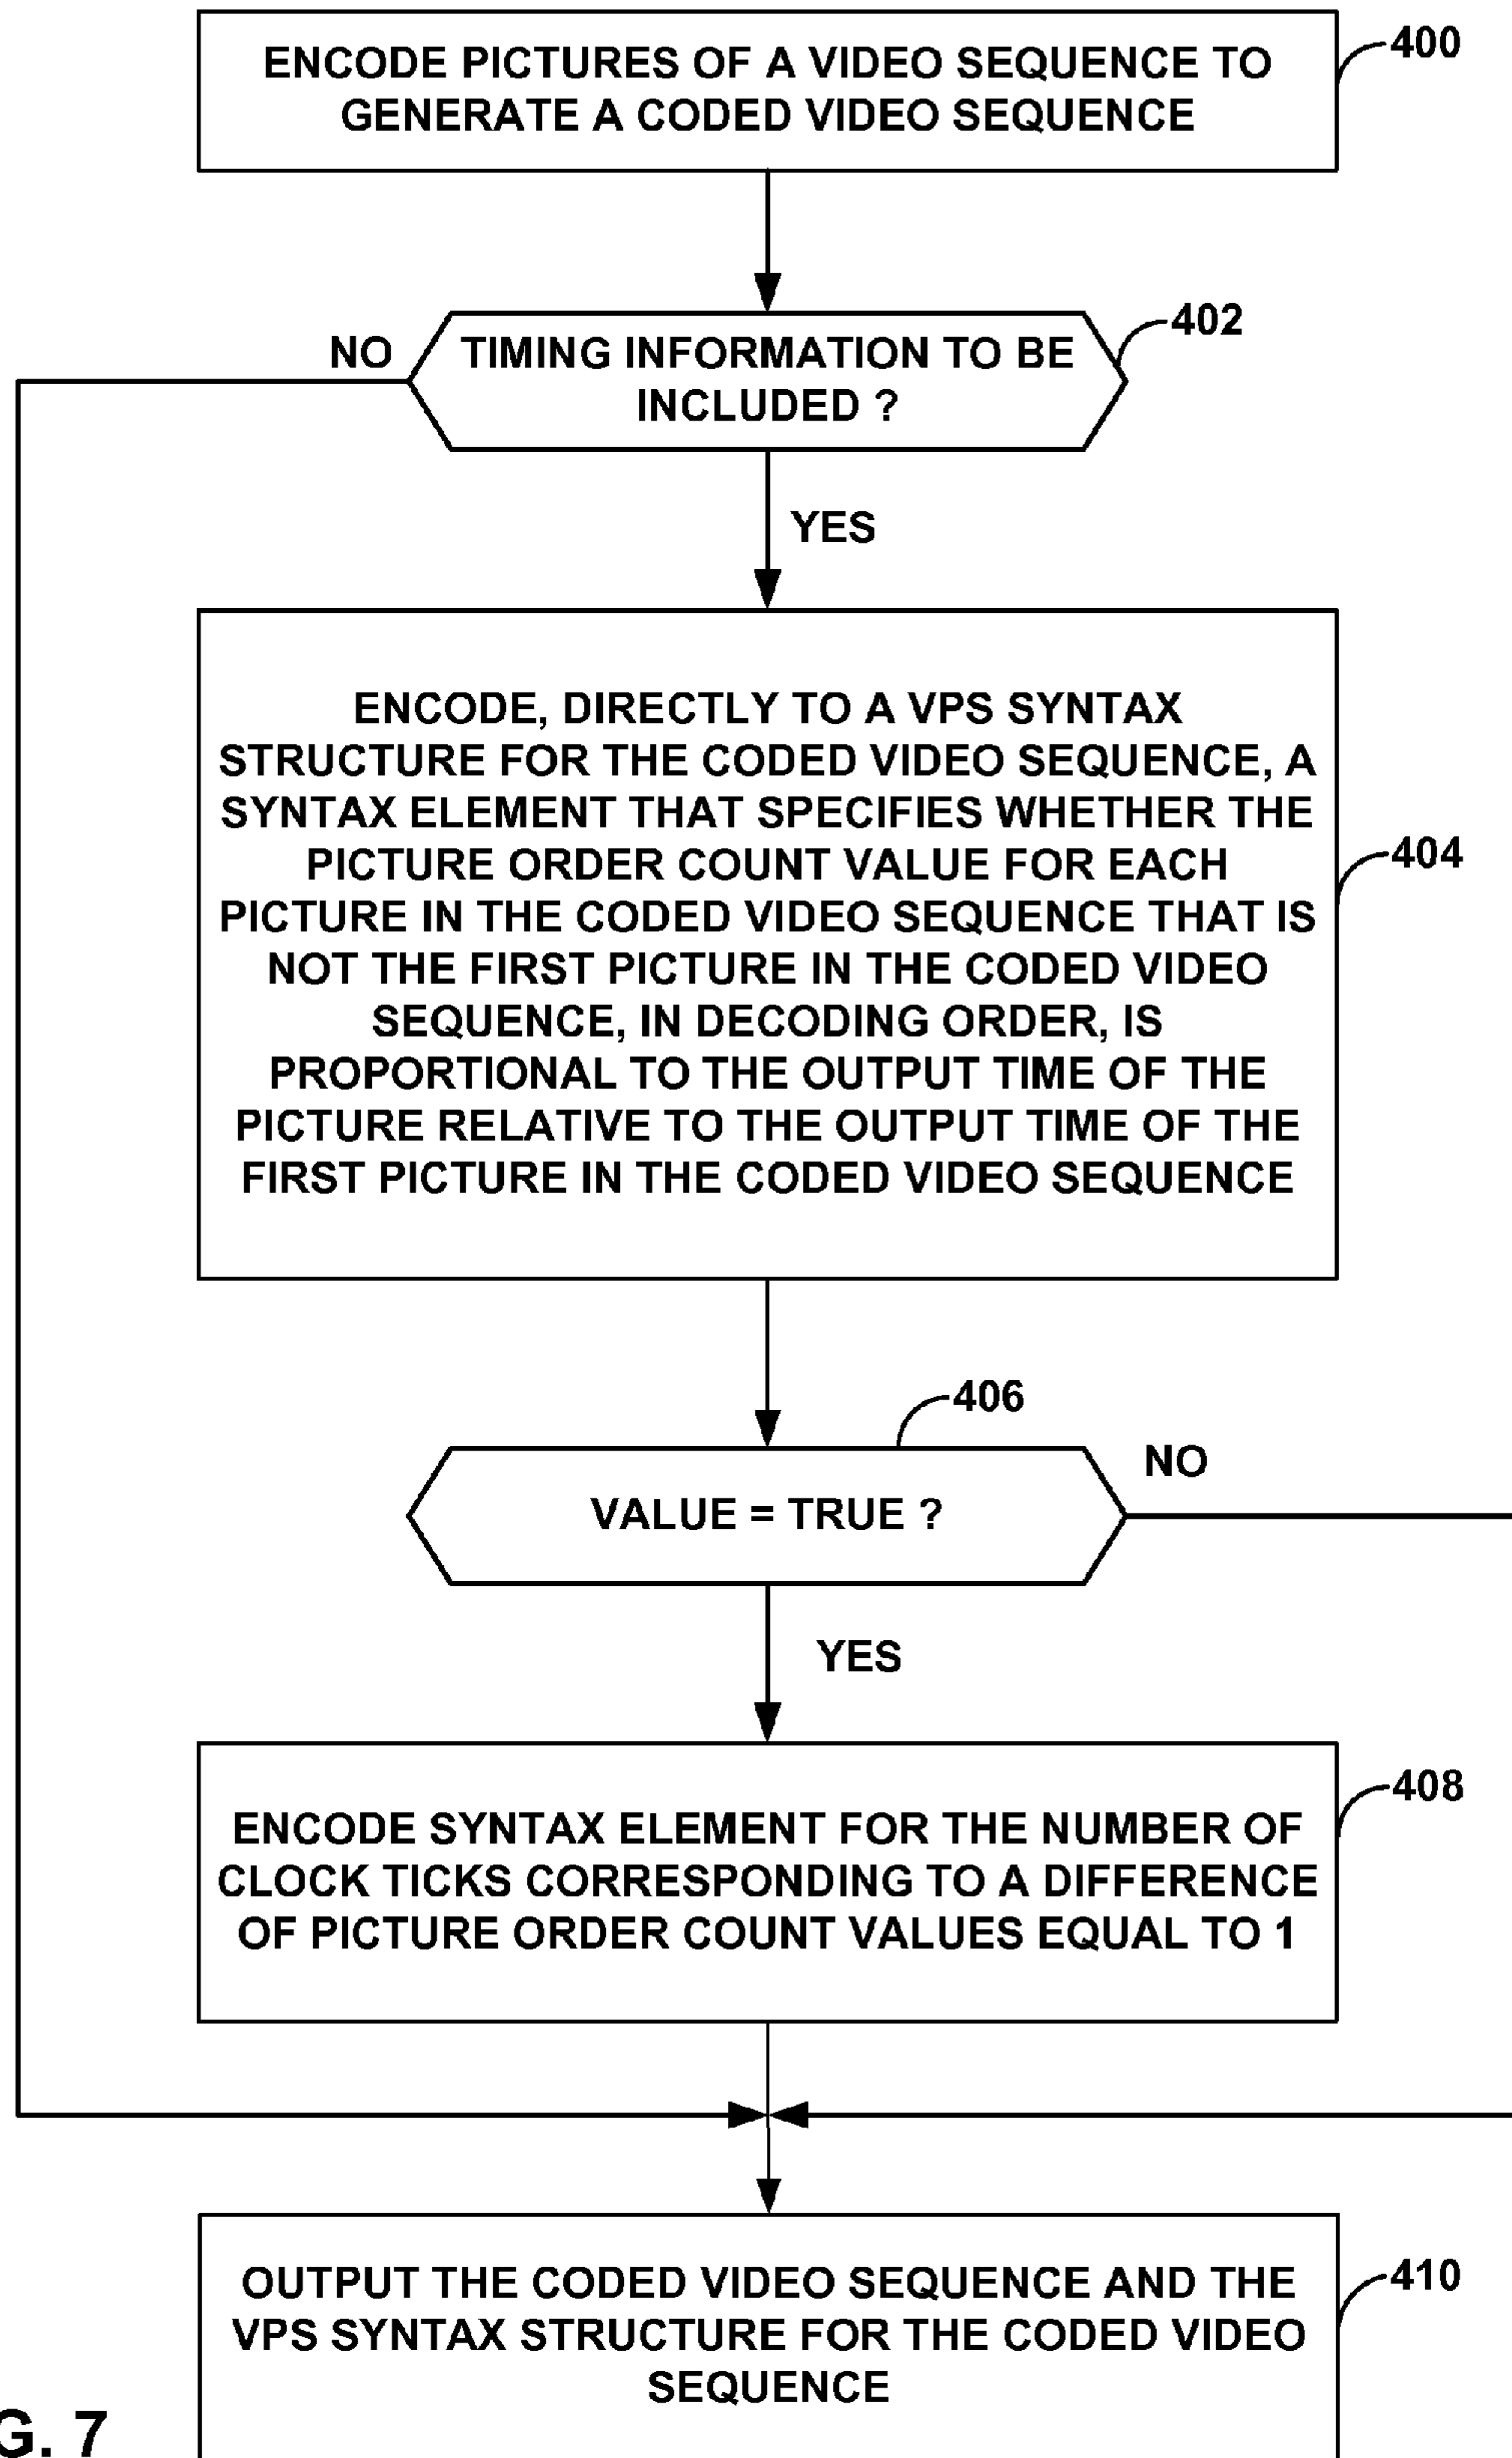 ENCODE PICTURES OF A VIDEO SEQUENCE TO
GENERATE A CODED VIDEO SEQUENCE
400
402
NO
TIMING INFORMATION TO BE
INCLUDED ?
YES
ENCODE, DIRECTLY TO A VPS SYNTAX
STRUCTURE FOR THE CODED VIDEO SEQUENCE, A
SYNTAX ELEMENT THAT SPECIFIES WHETHER THE
PICTURE ORDER COUNT VALUE FOR EACH
PICTURE IN THE CODED VIDEO SEQUENCE THAT IS
NOT THE FIRST PICTURE IN THE CODED VIDEO
SEQUENCE, IN DECODING ORDER, IS
PROPORTIONAL TO THE OUTPUT TIME OF THE
PICTURE RELATIVE TO THE OUTPUT TIME OF THE
FIRST PICTURE IN THE CODED VIDEO SEQUENCE
404
406
NO
VALUE = TRUE ?
YES
408
ENCODE SYNTAX ELEMENT FOR THE NUMBER OF
CLOCK TICKS CORRESPONDING TO A DIFFERENCE
OF PICTURE ORDER COUNT VALUES EQUAL TO 1
410
OUTPUT THE CODED VIDEO SEQUENCE AND THE
VPS SYNTAX STRUCTURE FOR THE CODED VIDEO
SEQUENCE
G. 7